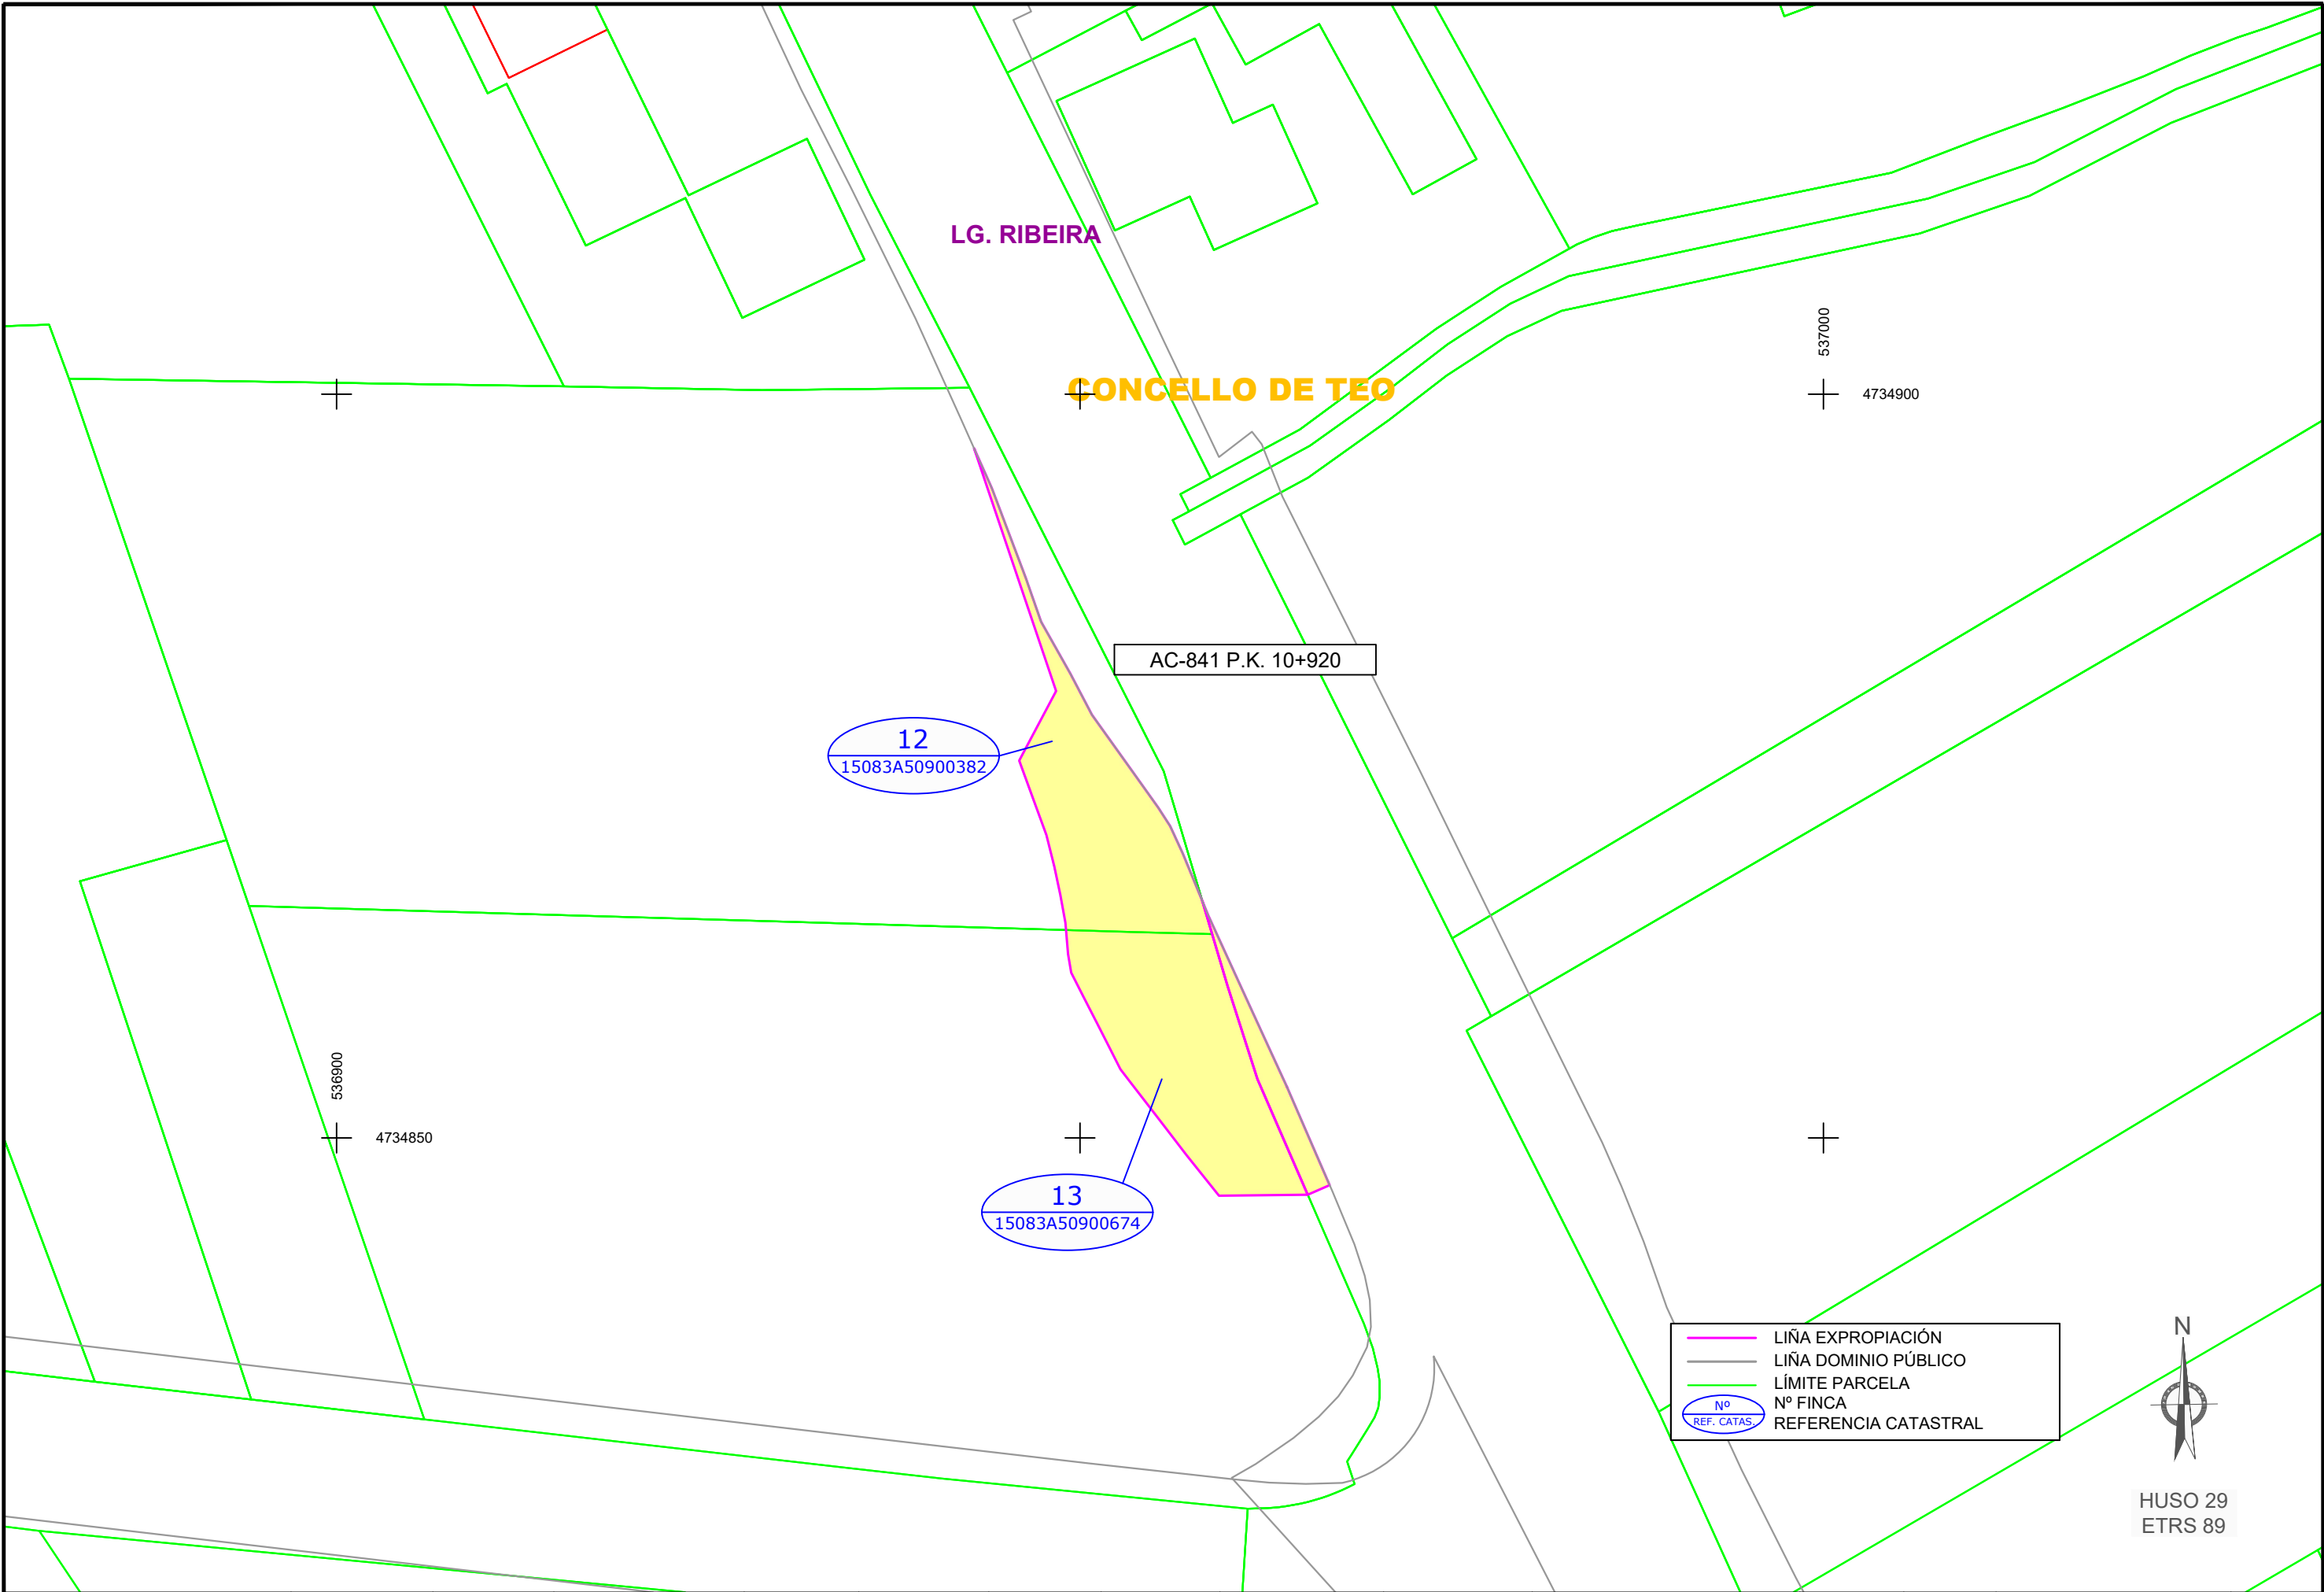 LG. RIBEIRA
537000
CONCELLO DE TEO
4734900
AC-841 P.K. 10+920
12
15083A50900382
536900
4734850
13
15083A50900674
LIÑA EXPROPIACIÓN
LIÑA DOMINIO PÚBLICO
LÍMITE PARCELA
Nº
REF. CATAS.
Nº FINCA
REFERENCIA CATASTRAL
N
HUSO 29
ETRS 89